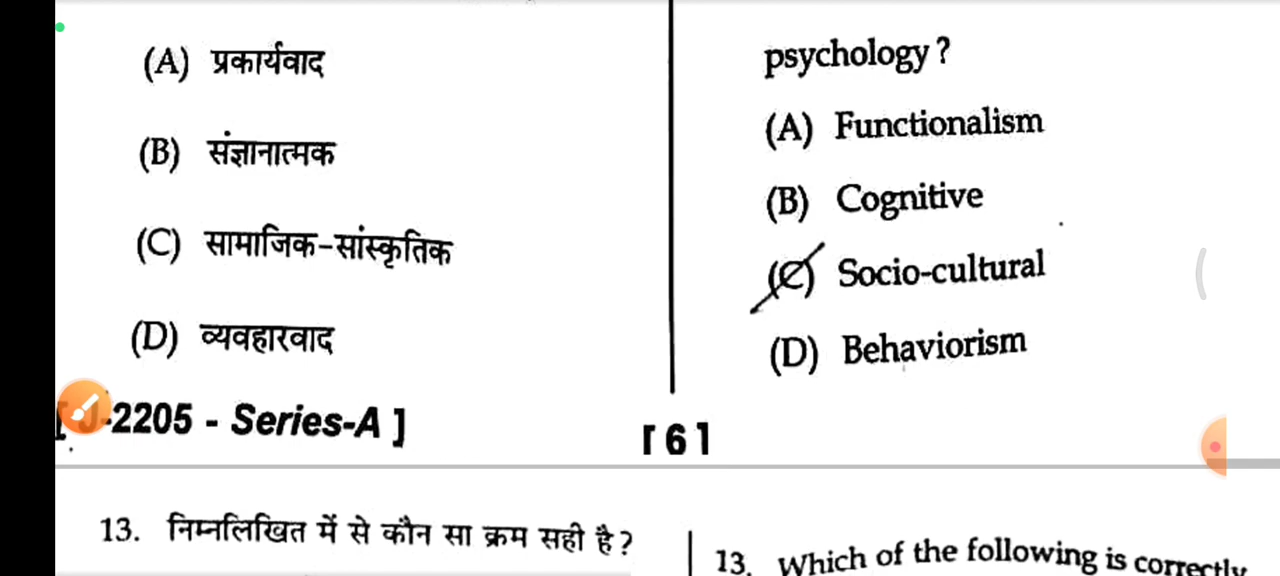 (A) प्रकार्यवाद
(B) संज्ञानात्मक
(C) सामाजिक-सांस्कृतिक
(D) व्यवहारवाद
psychology ?
(A) Functionalism
(B) Cognitive
(C) Socio-cultural
(D) Behaviorism
[ J-2205 - Series-A ]
[ 6 ]
13. निम्नलिखित में से कौन सा क्रम सही है ?
13. Which of the following is correctly